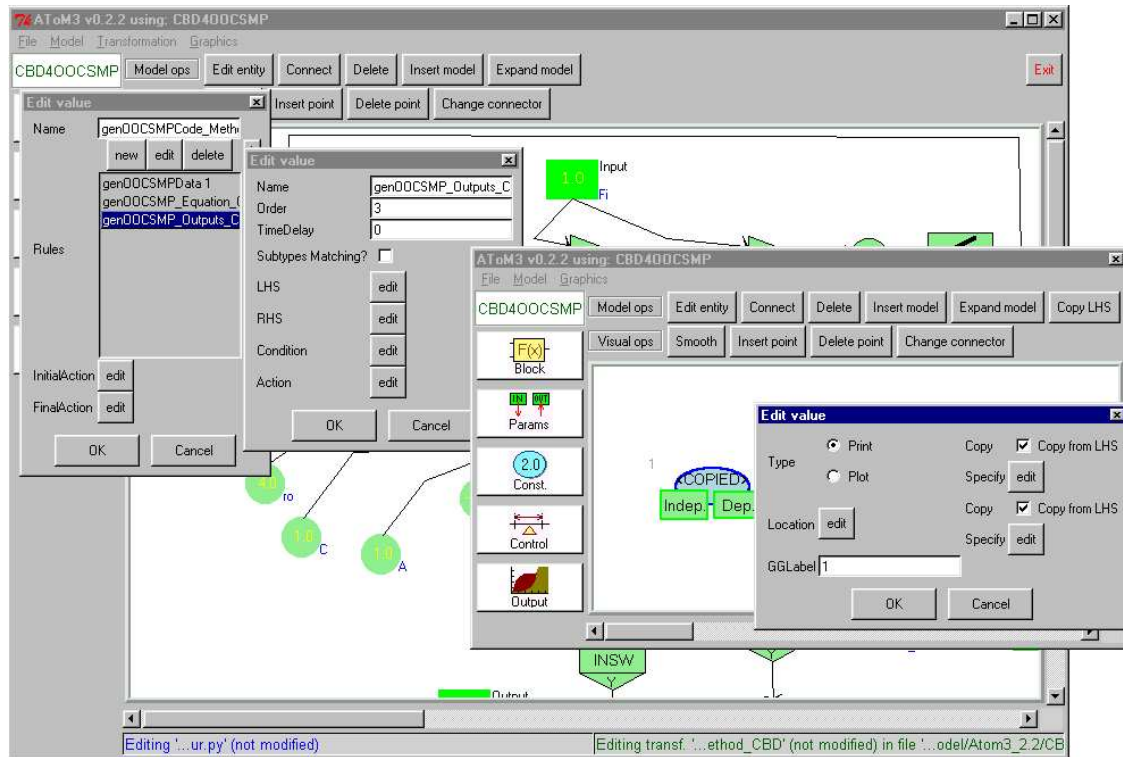 AToM3 v0.2.2 using: CBD4OOCSMP
File Model Transformation Graphics
CBD4OOCSMP Model ops Edit entity Connect Delete Insert model Expand model Exit
Insert point Delete point Change connector
Edit value
Name genOOCSMPCode_Meth
new edit delete
genOOCSMPData 1
genOOCSMP_Equation_
genOOCSMP_Outputs_C
Rules
InitialAction edit
FinalAction edit
OK Cancel
Edit value
Name genOOCSMP_Outputs_C
Order 3
TimeDelay 0
Subtypes Matching?
LHS edit
RHS edit
Condition edit
Action edit
OK Cancel
1.0 Input
Fi
4.0 ro
1.0 C
1.0 A
AToM3 v0.2.2 using: CBD4OOCSMP
File Model Graphics
CBD4OOCSMP Model ops Edit entity Connect Delete Insert model Expand model Copy LHS
Visual ops Smooth Insert point Delete point Change connector
F(x)
Block
IN OUT
Params
2.0
Const.
Control
Output
1
<COPIED>
Indep. Dep.
Edit value
Type Print Copy Copy from LHS
Plot Specify edit
Copy Copy from LHS
Location edit Specify edit
GGLabel 1
OK Cancel
INSW
Y
Y
Output
Editing '...ur.py' (not modified)
Editing transf. '...ethod_CBD' (not modified) in file '...odel/Atom3_2.2/CB